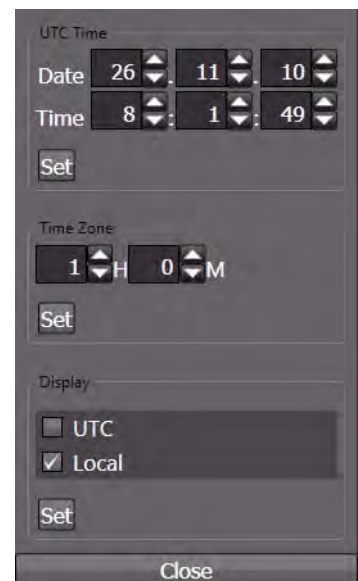 UTC Time
Date 26 . 11 . 10
Time 8 : 1 : 49
Set
Time Zone
1 H 0 M
Set
Display
UTC
Local
Set
Close